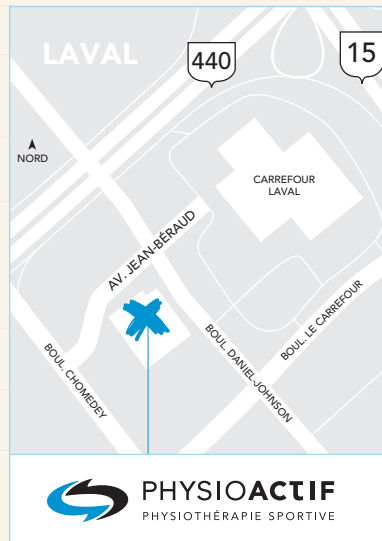 LAVAL
440
15
NORD
CARREFOUR
LAVAL
AV. JEAN-BÉRAUD
BOUL. CHOMEDEY
BOUL. DANIEL-JOHNSON
BOUL. LE CARREFOUR
PHYSIOACTIF
PHYSIOTHÉRAPIE SPORTIVE